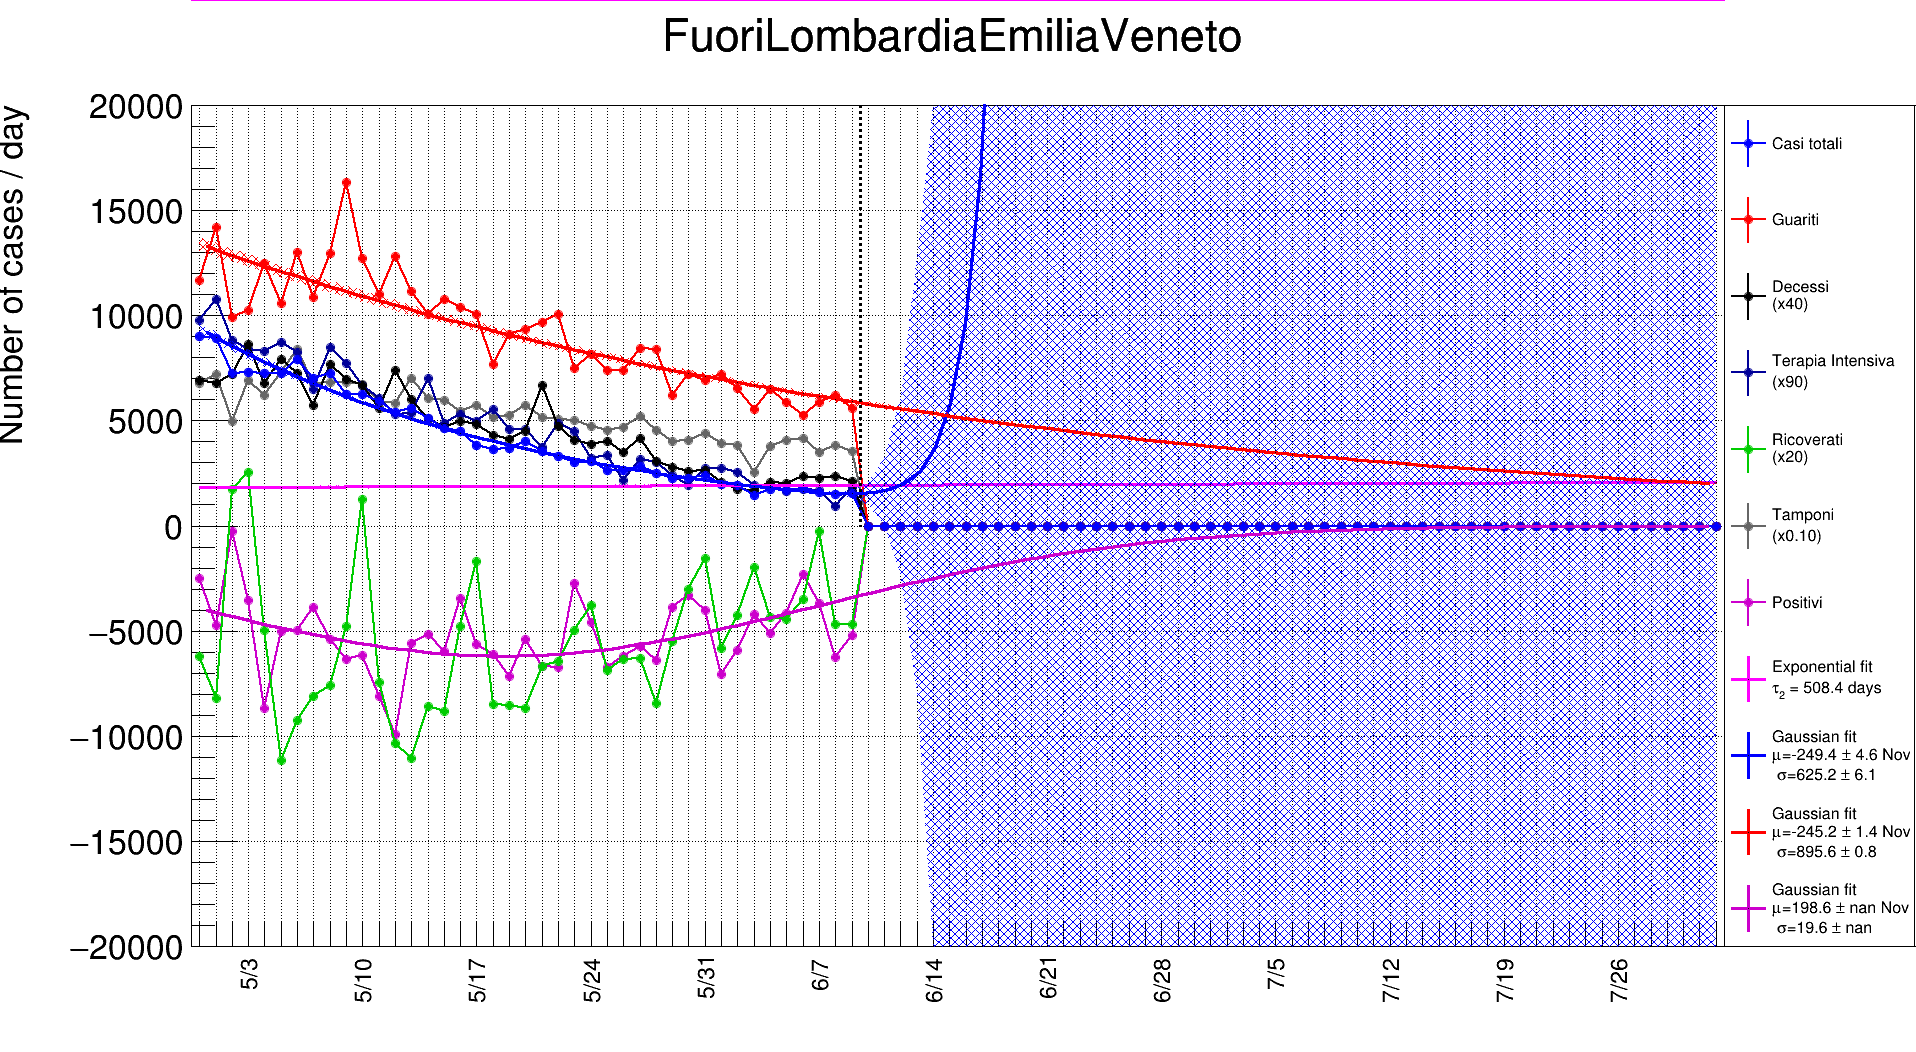 FuoriLombardiaEmiliaVeneto
Number of cases / day
20000
15000
10000
5000
0
−5000
−10000
−15000
−20000
5/3
5/10
5/17
5/24
5/31
6/7
6/14
6/21
6/28
7/5
7/12
7/19
7/26
Casi totali
Guariti
Decessi
(x40)
Terapia Intensiva
(x90)
Ricoverati
(x20)
Tamponi
(x0.10)
Positivi
Exponential fit
τ2 = 508.4 days
Gaussian fit
μ=-249.4 ± 4.6 Nov
σ=625.2 ± 6.1
Gaussian fit
μ=-245.2 ± 1.4 Nov
σ=895.6 ± 0.8
Gaussian fit
μ=198.6 ± nan Nov
σ=19.6 ± nan